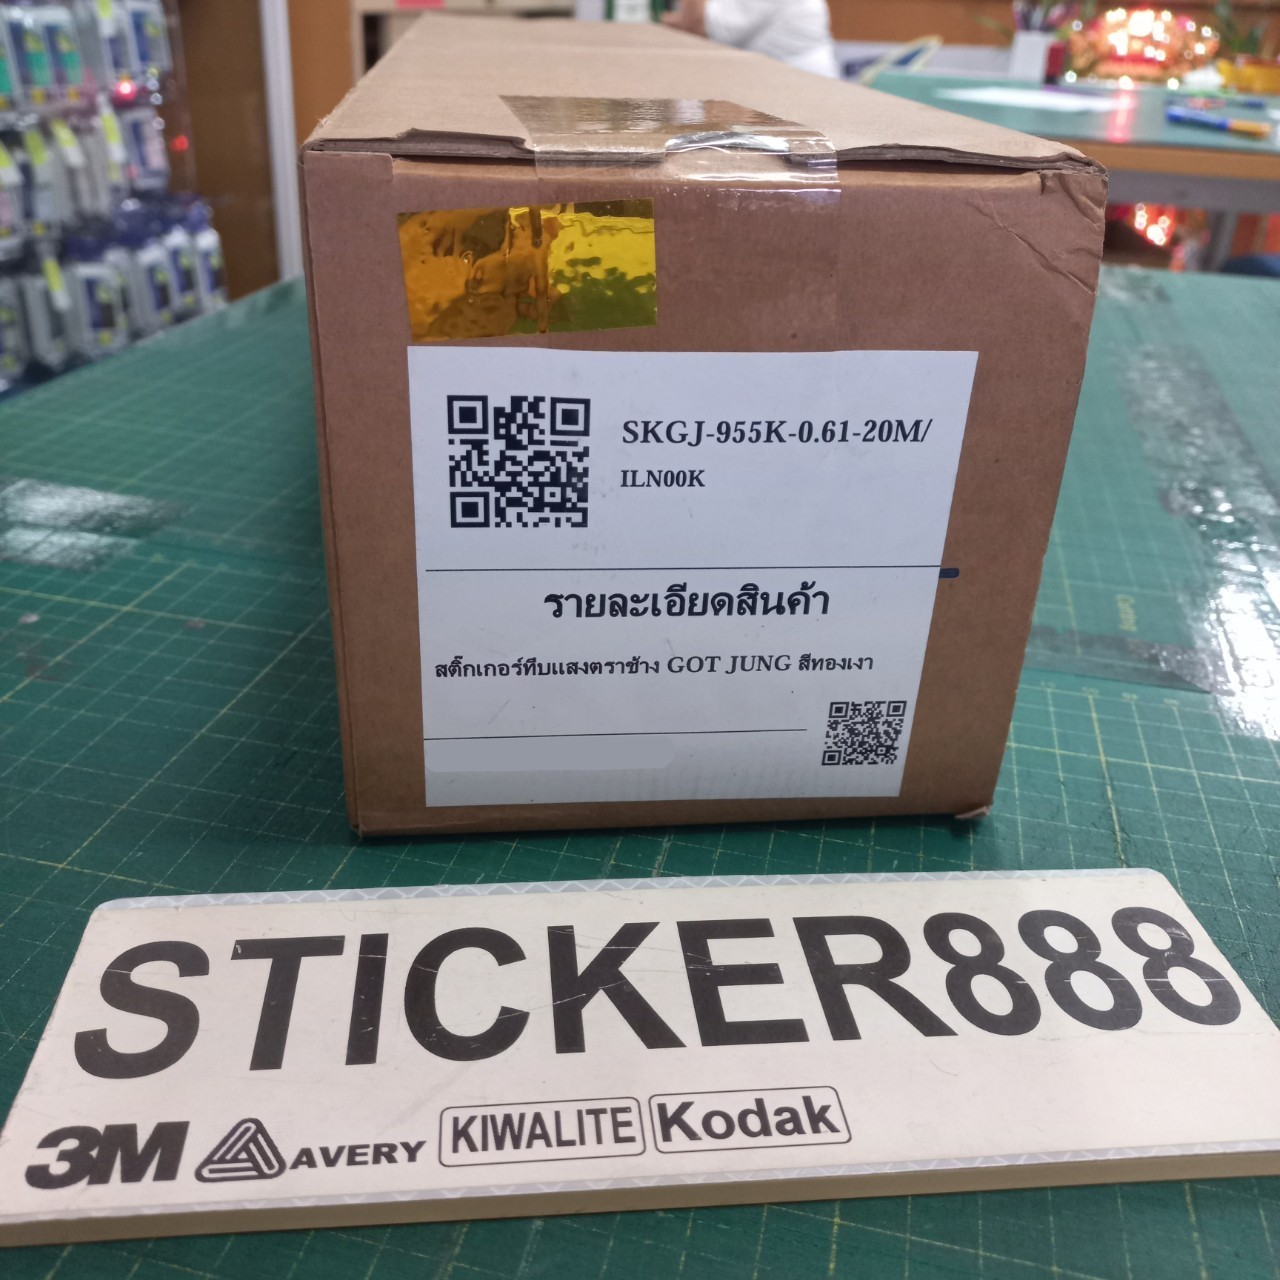 SKGJ-955K-0.61-20M/
ILN00K
รายละเอียดสินค้า
สติ๊กเกอร์ทึบแสงตราช้าง GOT JUNG สีทองเงา
STICKER888
3M AVERY KIWALITE Kodak